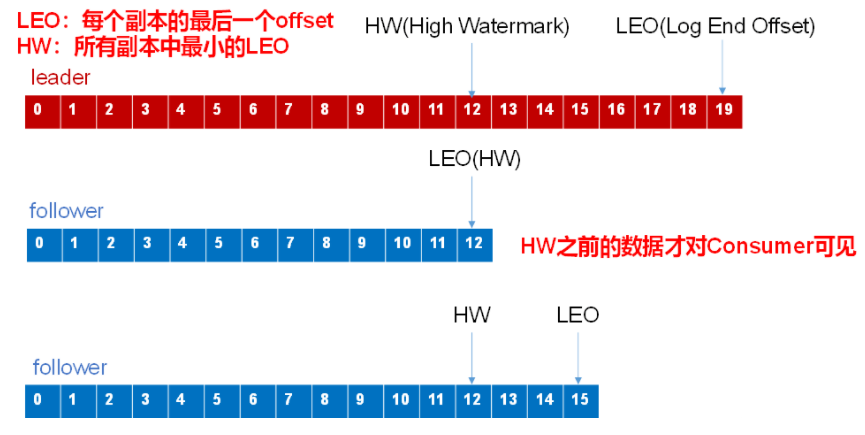 LEO：每个副本的最后一个offset
HW：所有副本中最小的LEO
HW(High Watermark) LEO(Log End Offset)
leader
0 1 2 3 4 5 6 7 8 9 10 11 12 13 14 15 16 17 18 19
LEO(HW)
follower
0 1 2 3 4 5 6 7 8 9 10 11 12
HW之前的数据才对Consumer可见
HW LEO
follower
0 1 2 3 4 5 6 7 8 9 10 11 12 13 14 15